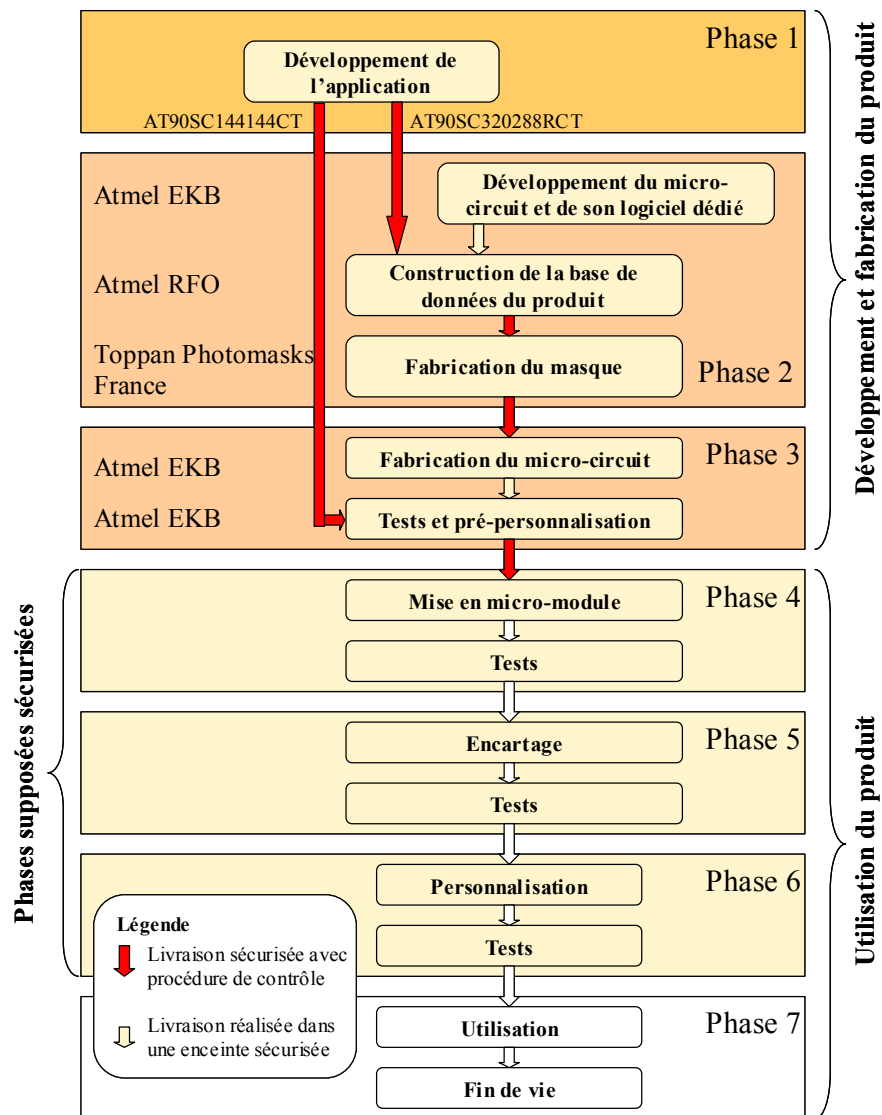 Phase 1
Développement de
l'application
AT90SC144144CT
AT90SC320288RCT
Atmel EKB
Développement du micro-
circuit et de son logiciel dédié
Atmel RFO
Construction de la base de
données du produit
Toppan Photomasks
France
Fabrication du masque
Phase 2
Développement et fabrication du produit
Phase 3
Atmel EKB
Fabrication du micro-circuit
Atmel EKB
Tests et pré-personnalisation
Phase 4
Mise en micro-module
Tests
Phase 5
Encartage
Tests
Phase 6
Personnalisation
Tests
Phases supposées sécurisées
Utilisation du produit
Légende
Livraison sécurisée avec
procédure de contrôle
Livraison réalisée dans
une enceinte sécurisée
Phase 7
Utilisation
Fin de vie